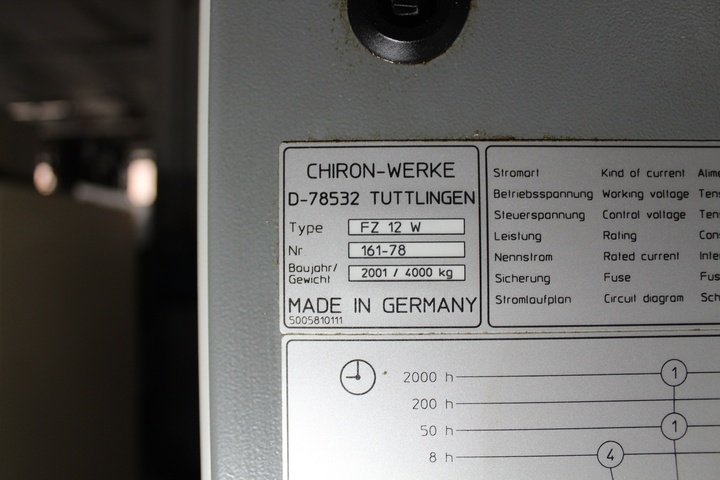 CHIRON-WERKE
D-78532 TUTTLINGEN
Type FZ 12 W
Nr 161-78
Baujahr/
Gewicht 2001 / 4000 kg
MADE IN GERMANY
5005810111
Stromart Kind of current
Betriebsspannung Working voltage
Steuerspannung Control voltage
Leistung Rating
Nennstrom Rated current
Sicherung Fuse
Stromlaufplan Circuit diagram
2000 h 1
200 h
50 h 1
8 h 4